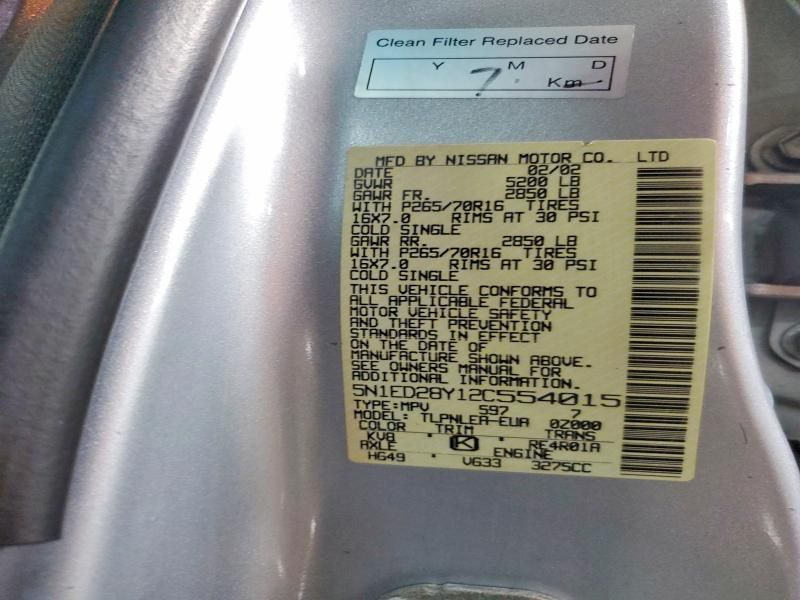 Clean Filter Replaced Date
Y M D
7 Km
MFD BY NISSAN MOTOR CO. LTD
DATE 02/02
GVWR 5200 LB
GAWR FR. 2850 LB
WITH P265/70R16 TIRES
16X7.0 RIMS AT 30 PSI
COLD SINGLE
GAWR RR. 2850 LB
WITH P265/70R16 TIRES
16X7.0 RIMS AT 30 PSI
COLD SINGLE
THIS VEHICLE CONFORMS TO
ALL APPLICABLE FEDERAL
MOTOR VEHICLE SAFETY
AND THEFT PREVENTION
STANDARDS IN EFFECT
ON THE DATE OF
MANUFACTURE SHOWN ABOVE.
SEE OWNERS MANUAL FOR
ADDITIONAL INFORMATION.
5N1ED28Y12C554015
TYPE:MPV 597 7
MODEL: TLPNLEA-EUA 0Z000
COLOR TRIM TRANS
KV8 · K RE4R01A
AXLE ENGINE
HG49 · VG33 3275CC